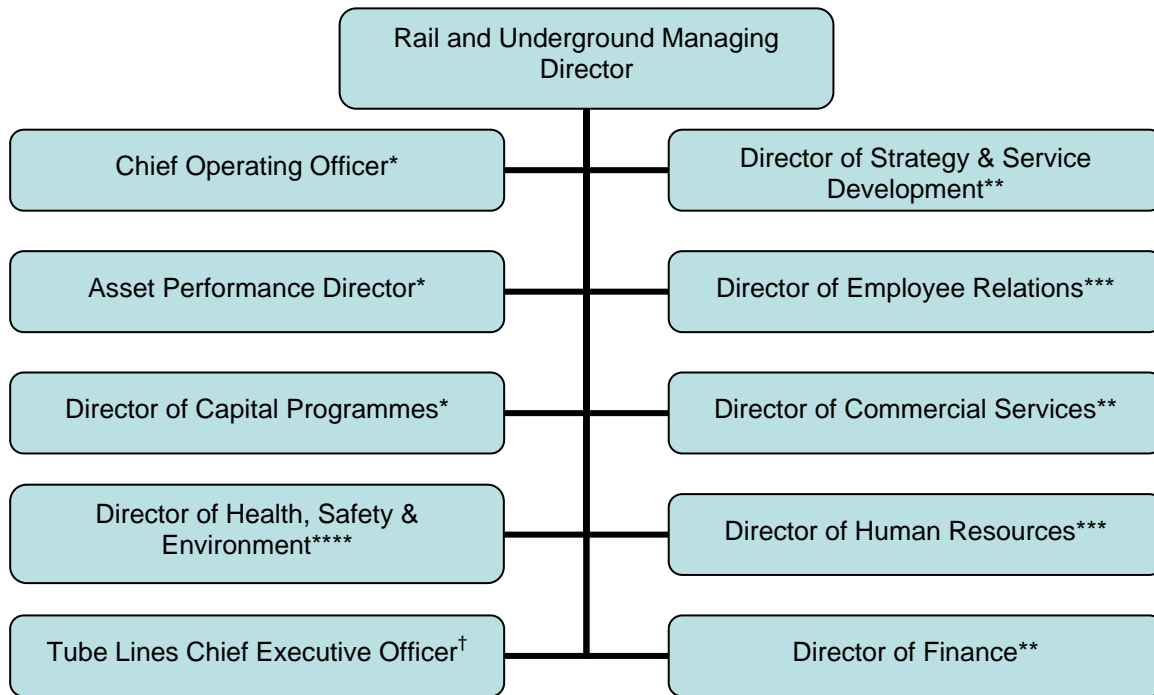 Rail and Underground Managing
Director
Chief Operating Officer*
Director of Strategy & Service
Development**
Asset Performance Director*
Director of Employee Relations***
Director of Capital Programmes*
Director of Commercial Services**
Director of Health, Safety &
Environment****
Director of Human Resources***
Tube Lines Chief Executive Officer†
Director of Finance**